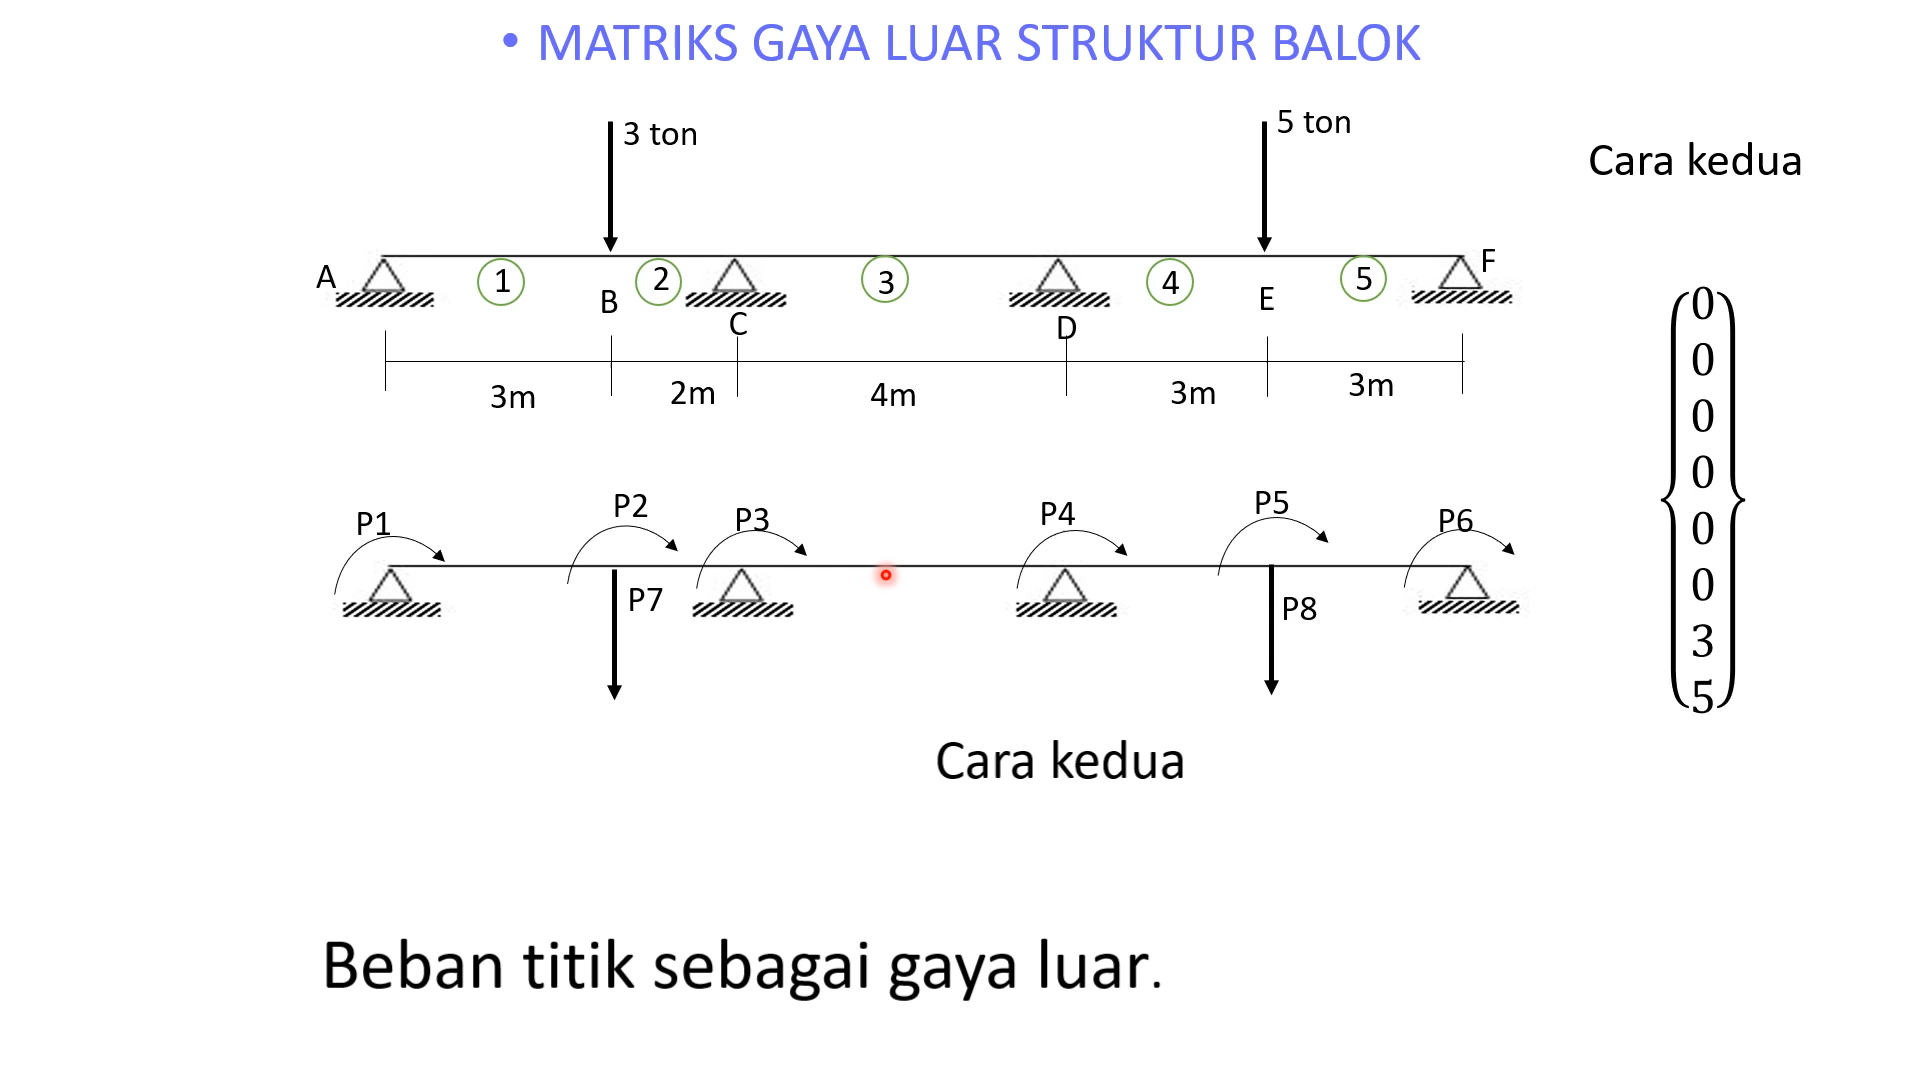 • MATRIKS GAYA LUAR STRUKTUR BALOK
3 ton
5 ton
Cara kedua
A
1
B
2
C
3
D
4
E
5
F
3m
2m
4m
3m
3m
P1
P2
P3
P4
P5
P6
P7
P8
0
0
0
0
0
0
3
5
Cara kedua
Beban titik sebagai gaya luar.